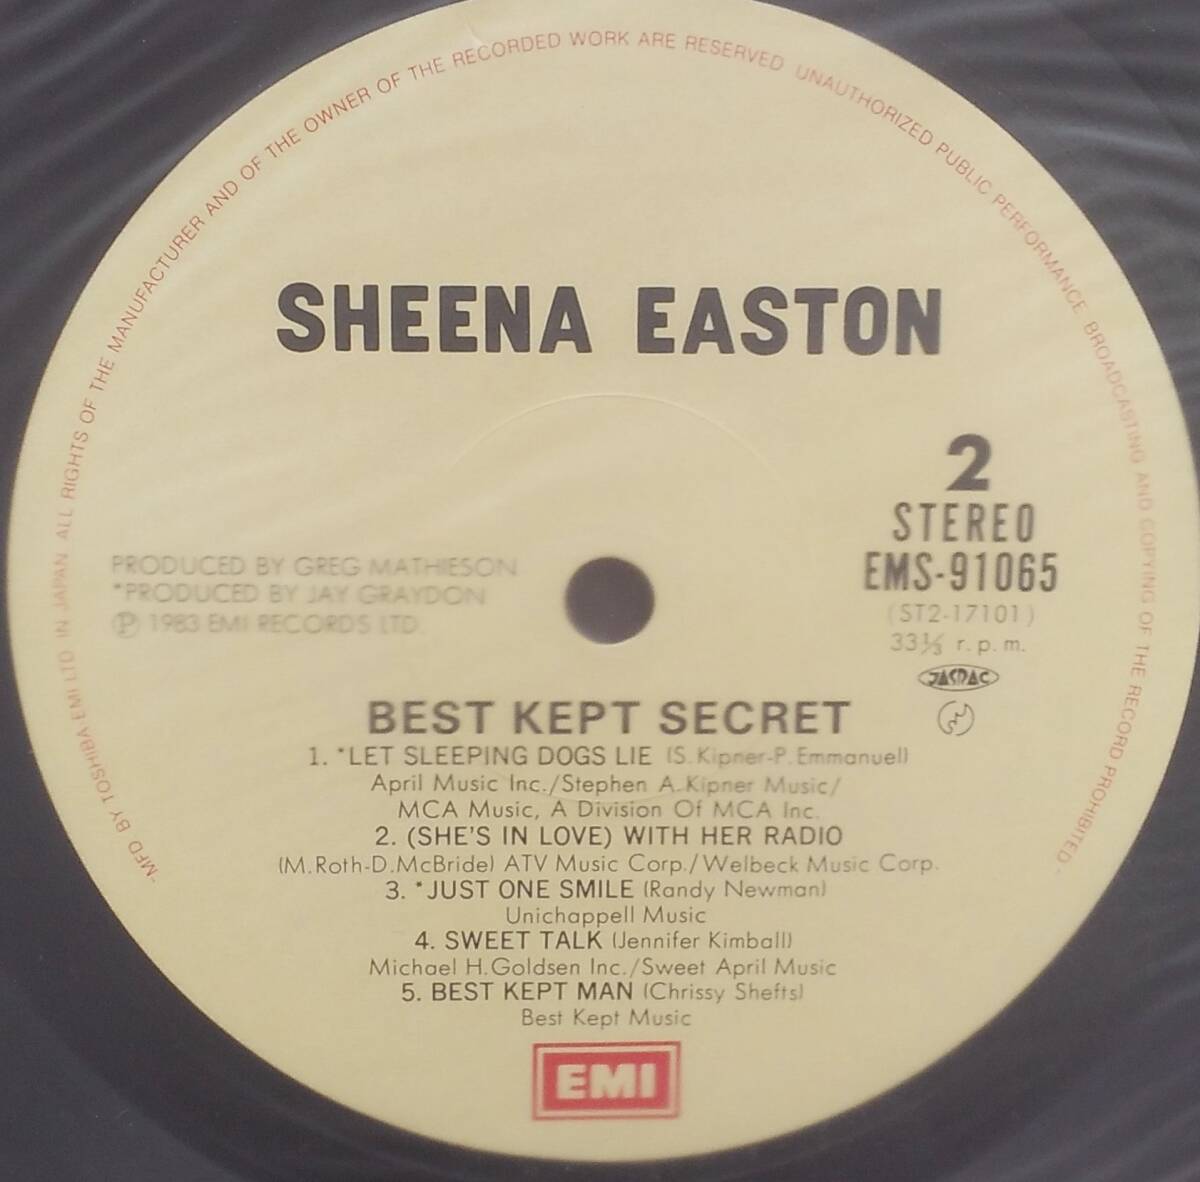 "MFD BY TOSHIBA EMI LTD IN JAPAN ALL RIGHTS OF THE MANUFACTURER AND OF THE OWNER OF THE RECORDED WORK ARE RESERVED UNAUTHORIZED PUBLIC PERFORMANCE BROADCASTING AND COPYING OF THE RECORD PROHIBITED"
SHEENA EASTON
2
STEREO
EMS-91065
(ST2-17101)
33⅓ r.p.m.
JASRAC
PRODUCED BY GREG MATHIESON
*PRODUCED BY JAY GRAYDON
℗ 1983 EMI RECORDS LTD.
BEST KEPT SECRET
1. *LET SLEEPING DOGS LIE (S. Kipner-P. Emmanuell)
April Music Inc./Stephen A. Kipner Music/
MCA Music, A Division Of MCA Inc.
2. (SHE'S IN LOVE) WITH HER RADIO
(M.Roth-D.McBride) ATV Music Corp./Welbeck Music Corp.
3. *JUST ONE SMILE (Randy Newman)
Unichappell Music
4. SWEET TALK (Jennifer Kimball)
Michael H.Goldsen Inc./Sweet April Music
5. BEST KEPT MAN (Chrissy Shefts)
Best Kept Music
EMI